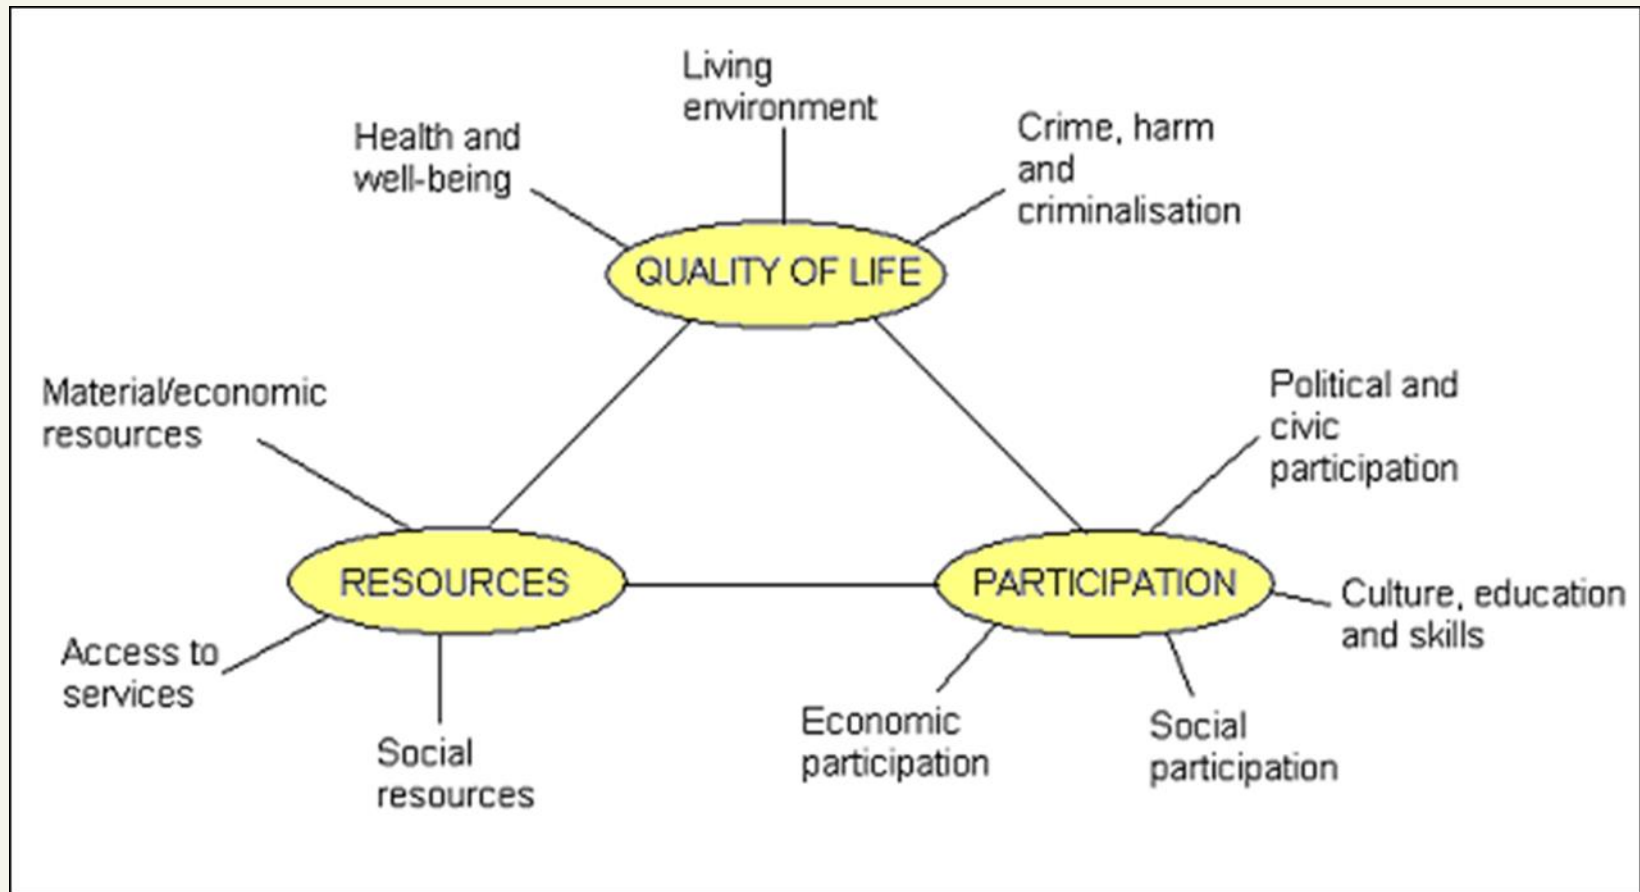 Living
environment
Health and
well-being
Crime, harm
and
criminalisation
QUALITY OF LIFE
Material/economic
resources
Political and
civic
participation
RESOURCES
PARTICIPATION
Culture, education
and skills
Access to
services
Economic
participation
Social
participation
Social
resources